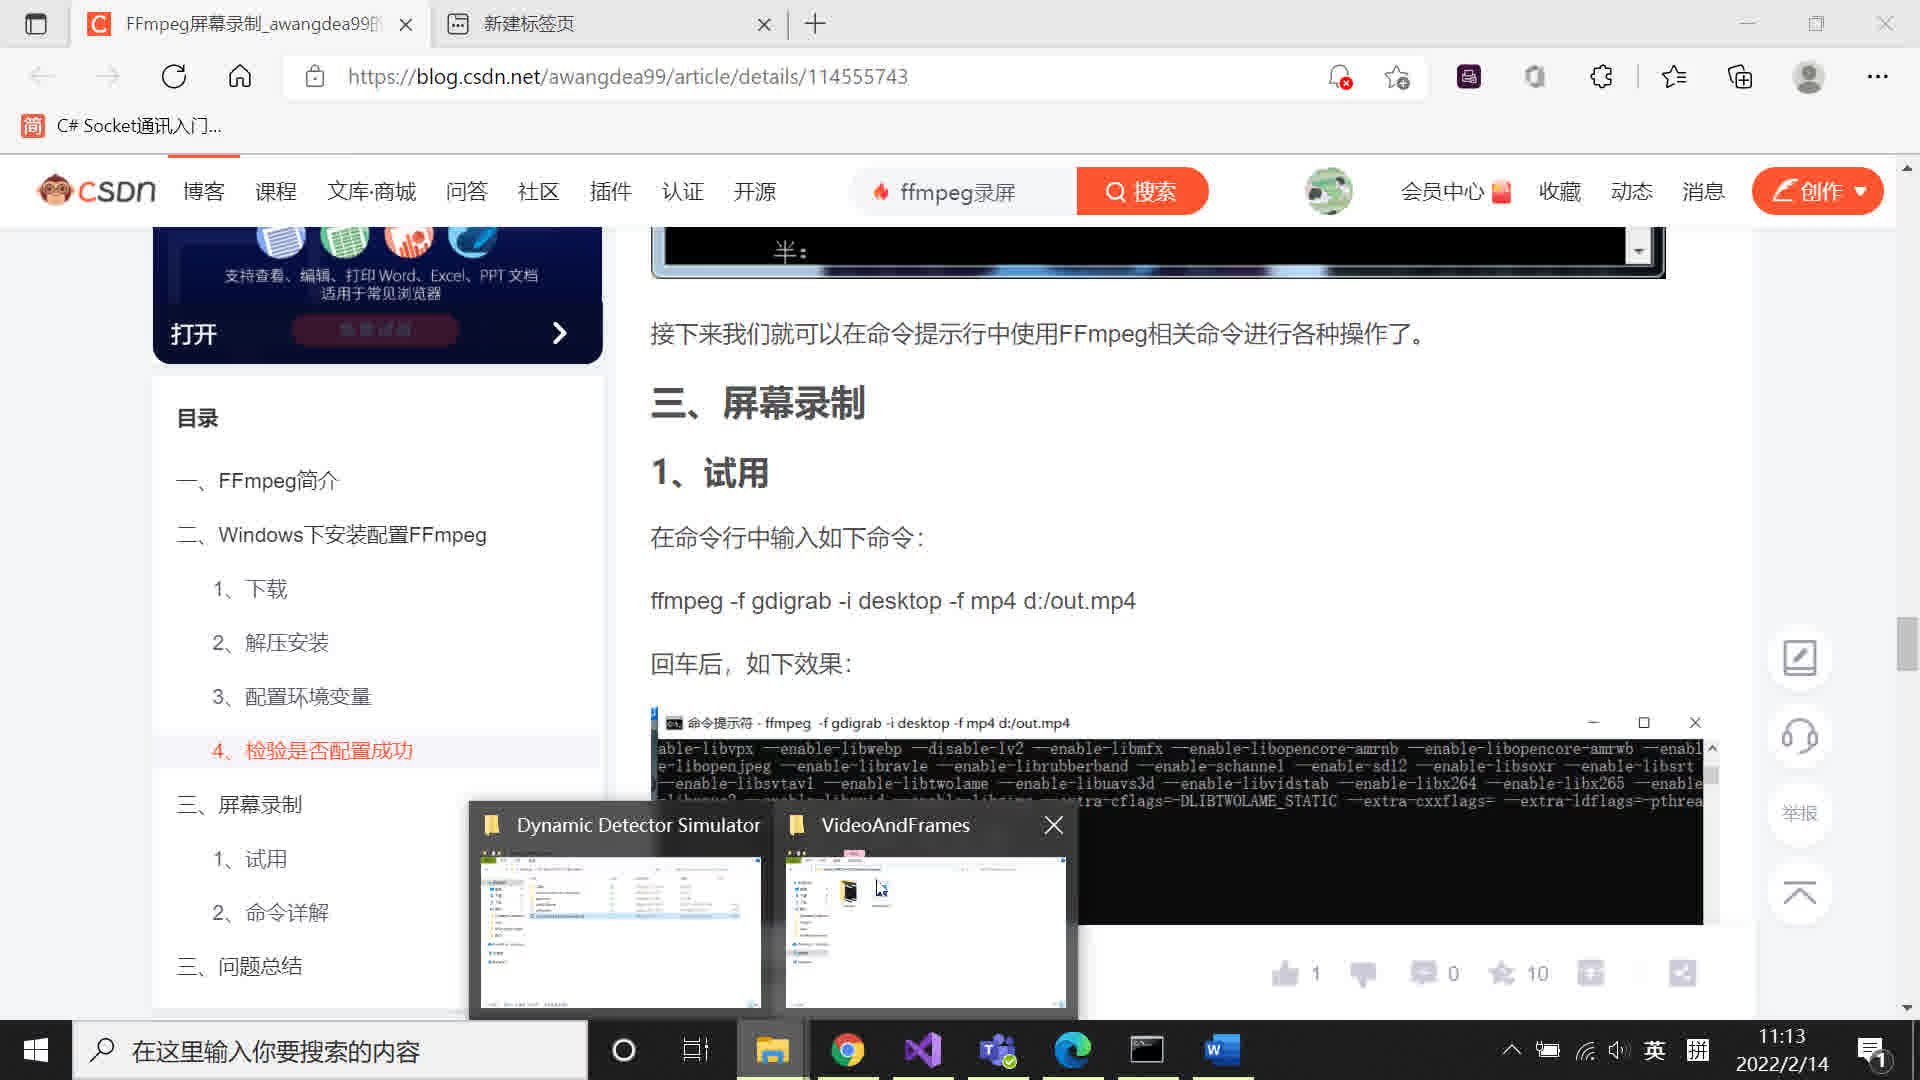 FFmpeg屏幕录制_awangdea99的
新建标签页
https://blog.csdn.net/awangdea99/article/details/114555743
简 C# Socket通讯入门...
CSDN 博客 课程 文库·商城 问答 社区 插件 认证 开源 ffmpeg录屏 搜索 会员中心 收藏 动态 消息 创作
支持查看、编辑、打印 Word、Excel、PPT 文档
适用于常见浏览器
打开
半:
接下来我们就可以在命令提示行中使用FFmpeg相关命令进行各种操作了。
三、屏幕录制
1、试用
在命令行中输入如下命令：
ffmpeg -f gdigrab -i desktop -f mp4 d:/out.mp4
回车后，如下效果：
目录
一、FFmpeg简介
二、Windows下安装配置FFmpeg
1、下载
2、解压安装
3、配置环境变量
4、检验是否配置成功
三、屏幕录制
1、试用
2、命令详解
三、问题总结
命令提示符 - ffmpeg -f gdigrab -i desktop -f mp4 d:/out.mp4
able-libvpx --enable-libwebp --disable-lv2 --enable-libmfx --enable-libopencore-amrnb --enable-libopencore-amrwb --enabl
e-libopenjpeg --enable-libravle --enable-librubberband --enable-schannel --enable-sdl2 --enable-libsoxr --enable-libsrt
--enable-libsvtav1 --enable-libtwolame --enable-libuavs3d --enable-libvidstab --enable-libx264 --enable-libx265 --enable
extra-cflags=-DLIBTWOLAME_STATIC --extra-cxxflags= --extra-ldflags=-pthrea
Dynamic Detector Simulator
VideoAndFrames
举报
1 0 10
在这里输入你要搜索的内容
英 拼
11:13
2022/2/14
1